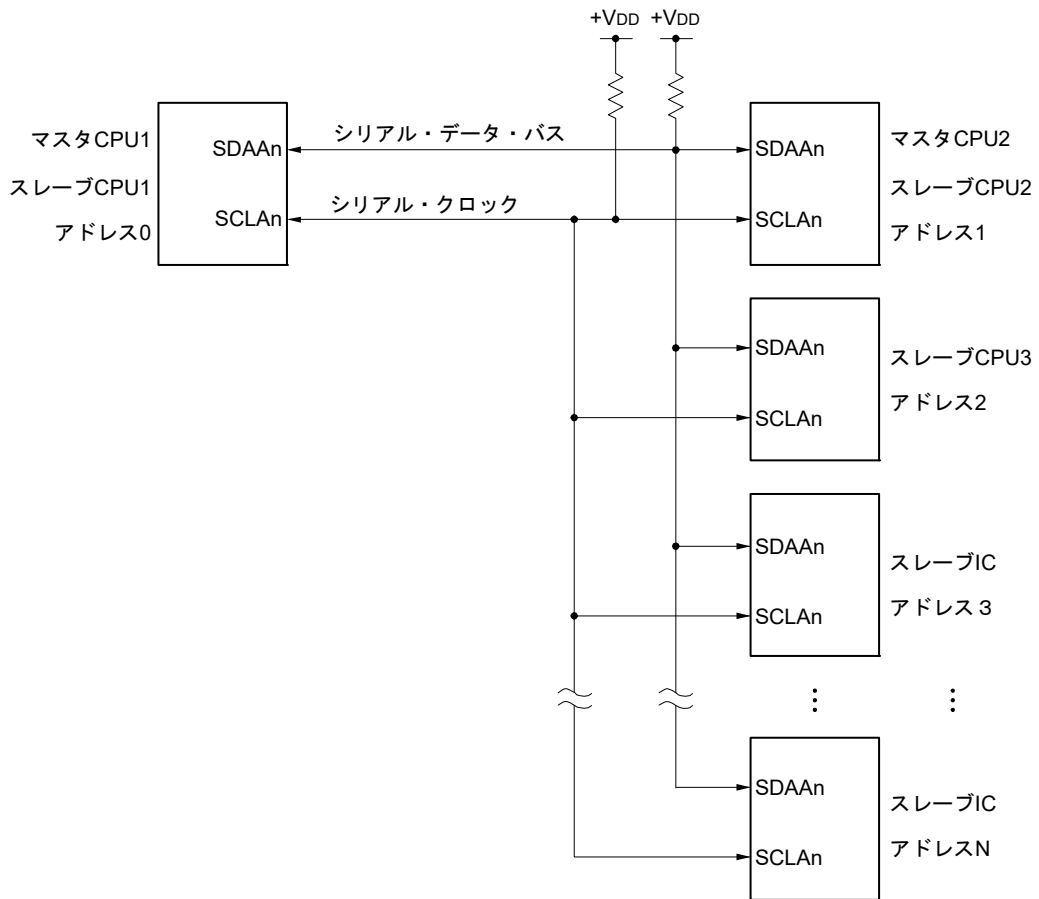 +VDD +VDD
マスタCPU1
スレーブCPU1
アドレス0
SDAAn
SCLAn
シリアル・データ・バス
シリアル・クロック
SDAAn
SCLAn
マスタCPU2
スレーブCPU2
アドレス1
SDAAn
SCLAn
スレーブCPU3
アドレス2
SDAAn
SCLAn
スレーブIC
アドレス３
SDAAn
SCLAn
スレーブIC
アドレスN